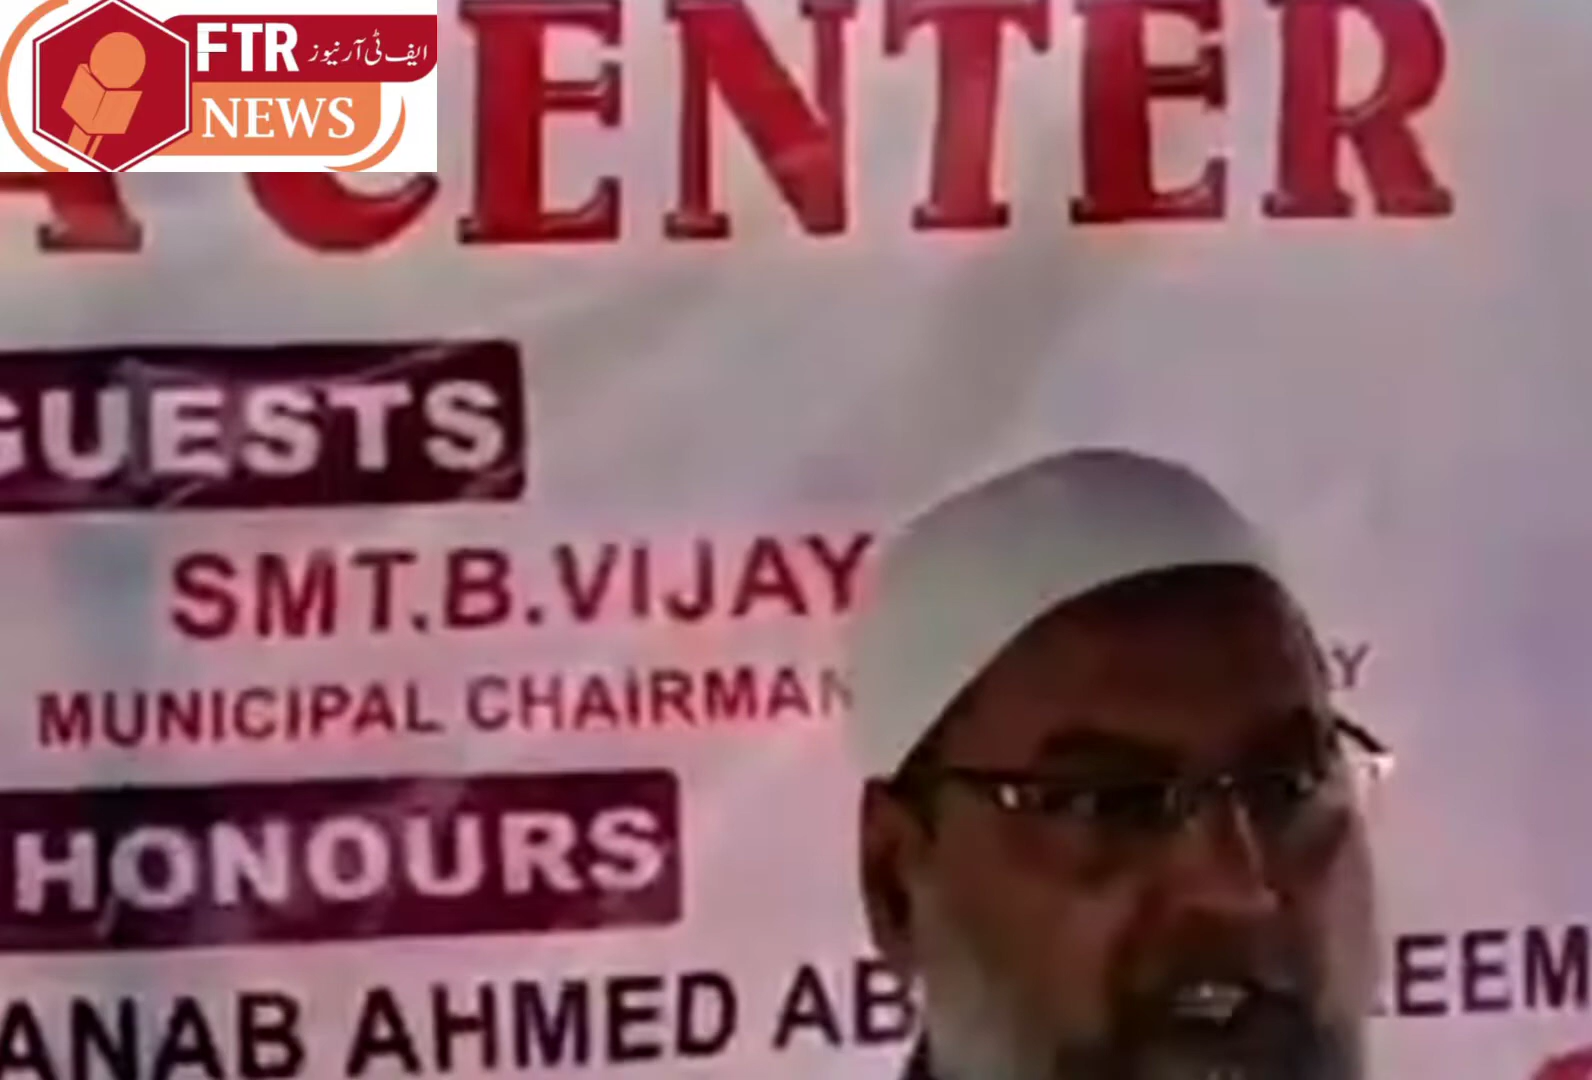 FTR ایف ٹی آر نیوز
NEWS
CENTER
GUESTS
SMT.B.VIJAY
MUNICIPAL CHAIRMAN
HONOURS
ANAB AHMED AB
EEM